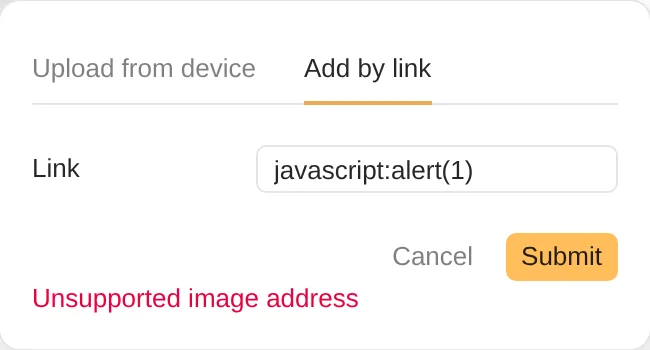 Upload from device Add by link
Link javascript:alert(1)
Cancel Submit
Unsupported image address